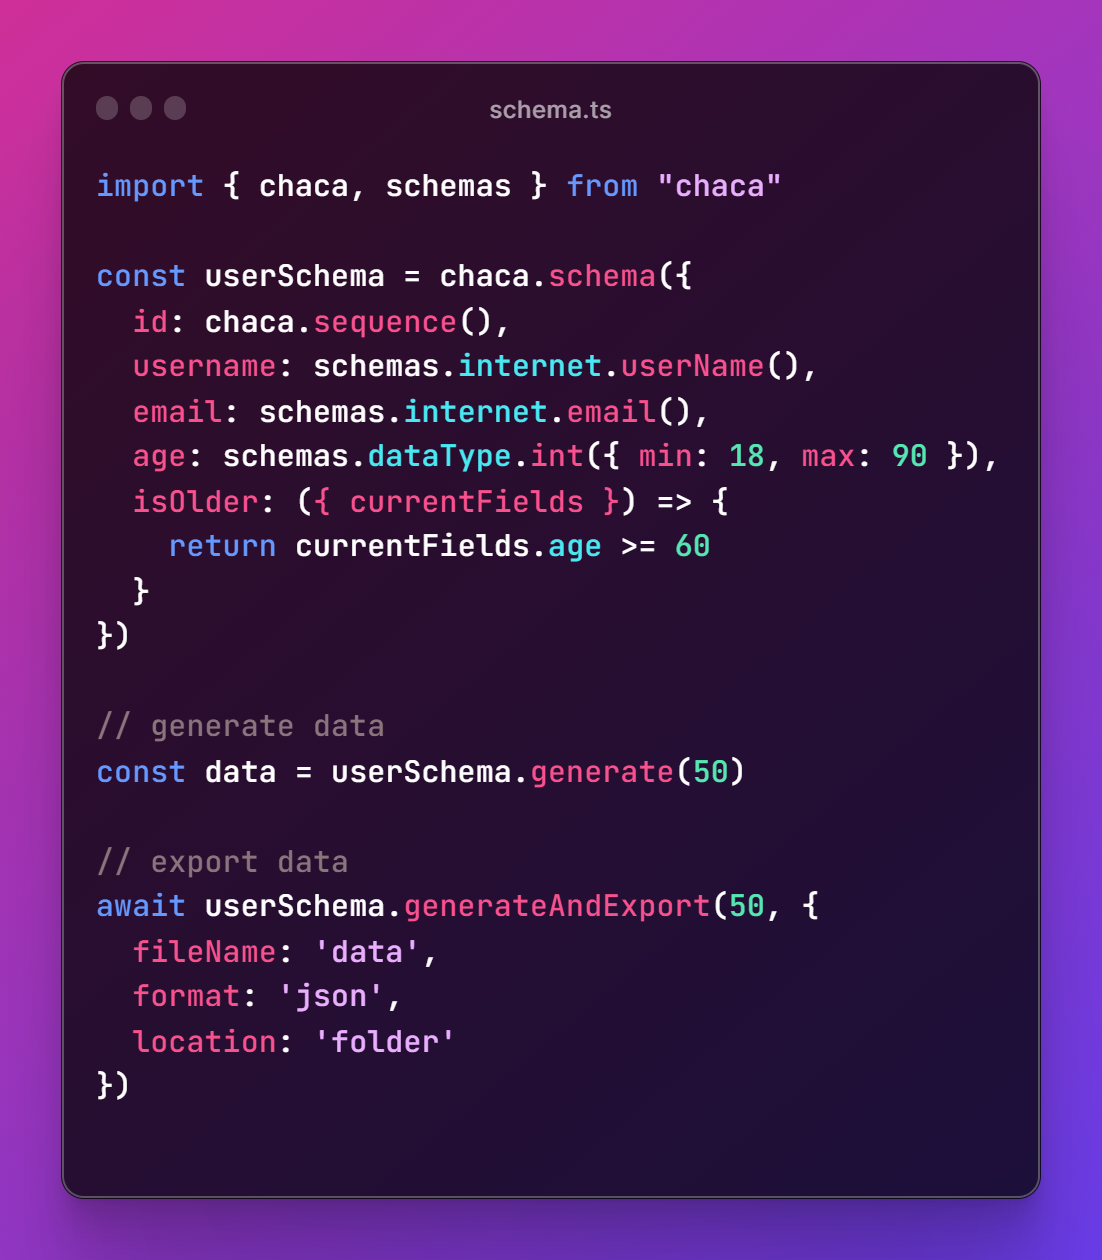 schema.ts
import { chaca, schemas } from "chaca"
const userSchema = chaca.schema({
  id: chaca.sequence(),
  username: schemas.internet.userName(),
  email: schemas.internet.email(),
  age: schemas.dataType.int({ min: 18, max: 90 }),
  isOlder: ({ currentFields }) => {
    return currentFields.age >= 60
  }
})
// generate data
const data = userSchema.generate(50)
// export data
await userSchema.generateAndExport(50, {
  fileName: 'data',
  format: 'json',
  location: 'folder'
})